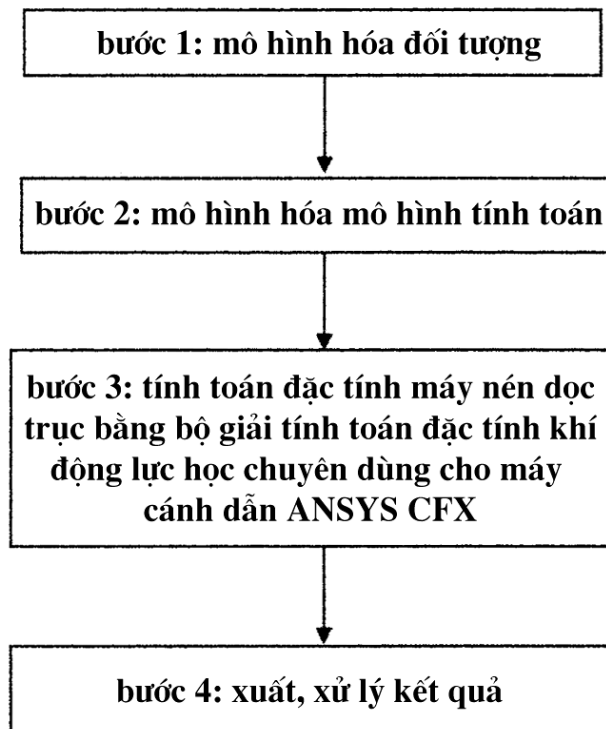 bước 1: mô hình hóa đối tượng
bước 2: mô hình hóa mô hình tính toán
bước 3: tính toán đặc tính máy nén dọc
trục bằng bộ giải tính toán đặc tính khí
động lực học chuyên dùng cho máy
cánh dẫn ANSYS CFX
bước 4: xuất, xử lý kết quả